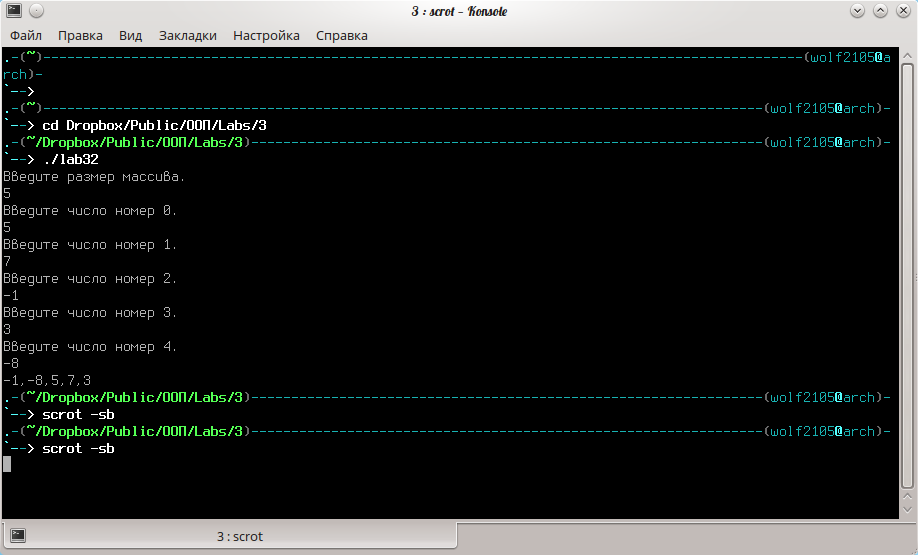 3 : scrot – Konsole
Файл Правка Вид Закладки Настройка Справка
.-(~)----------------------------------------------------------------------------------------------(wolf2105@a
rch)-
`-->
.-(~)-----------------------------------------------------------------------------------------(wolf2105@arch)-
`--> cd Dropbox/Public/ООП/Labs/3
.-(~/Dropbox/Public/ООП/Labs/3)---------------------------------------------------------------(wolf2105@arch)-
`--> ./lab32
Введите размер массива.
5
Введите число номер 0.
5
Введите число номер 1.
7
Введите число номер 2.
-1
Введите число номер 3.
3
Введите число номер 4.
-8
-1,-8,5,7,3
.-(~/Dropbox/Public/ООП/Labs/3)---------------------------------------------------------------(wolf2105@arch)-
`--> scrot -sb
.-(~/Dropbox/Public/ООП/Labs/3)---------------------------------------------------------------(wolf2105@arch)-
`--> scrot -sb
3 : scrot